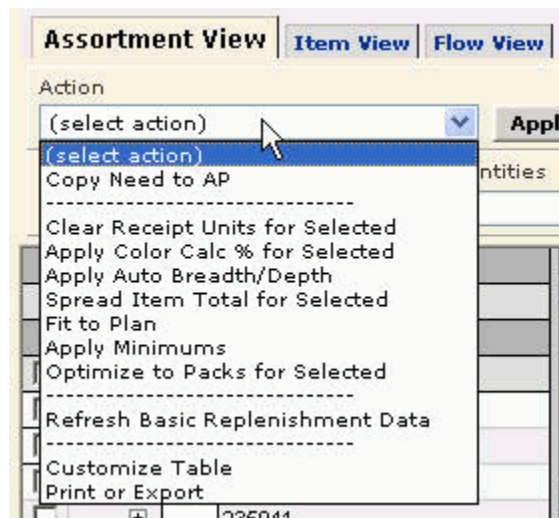 Assortment View Item View Flow View
Action
(select action) Appl
(select action)
Copy Need to AP ntities
--------------------------------
Clear Receipt Units for Selected
Apply Color Calc % for Selected
Apply Auto Breadth/Depth
Spread Item Total for Selected
Fit to Plan
Apply Minimums
Optimize to Packs for Selected
--------------------------------
Refresh Basic Replenishment Data
--------------------------------
Customize Table
Print or Export